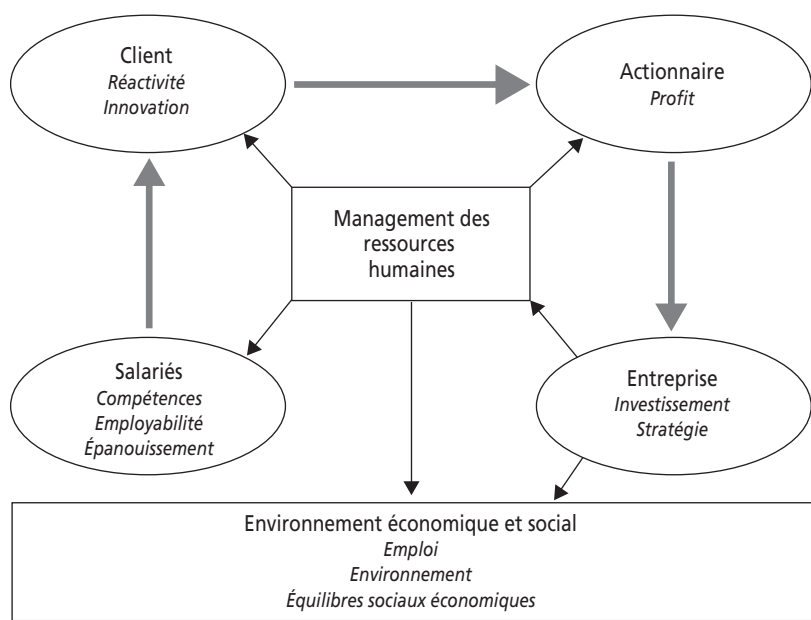 Client
Réactivité
Innovation
Actionnaire
Profit
Management des
ressources
humaines
Salariés
Compétences
Employabilité
Épanouissement
Entreprise
Investissement
Stratégie
Environnement économique et social
Emploi
Environnement
Équilibres sociaux économiques